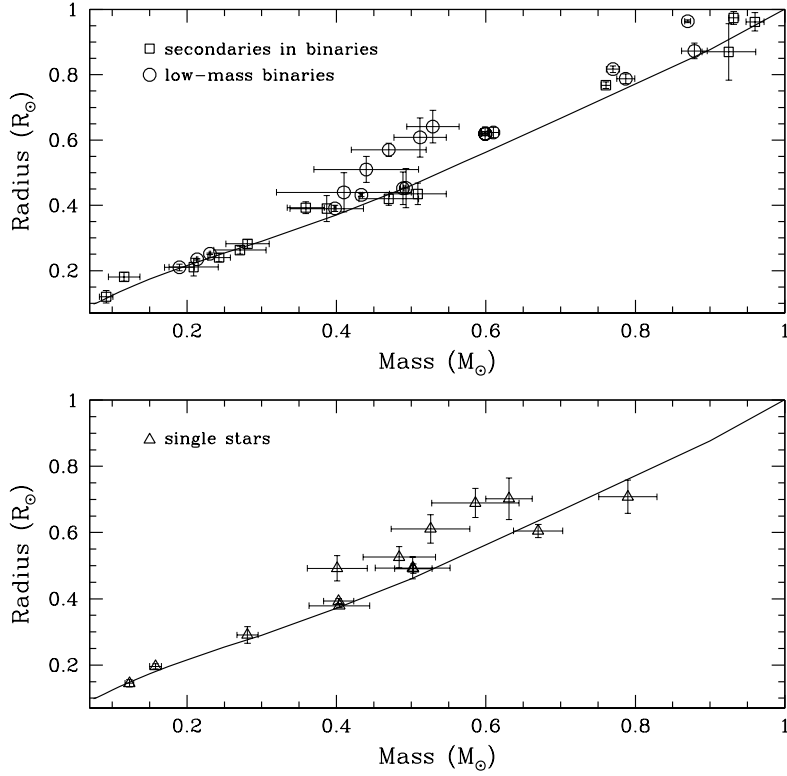 1
0.8
0.6
0.4
0.2
Radius (R⊙)
secondaries in binaries
low-mass binaries
0.2 0.4 0.6 0.8 1
Mass (M⊙)
1
0.8
0.6
0.4
0.2
Radius (R⊙)
single stars
0.2 0.4 0.6 0.8 1
Mass (M⊙)